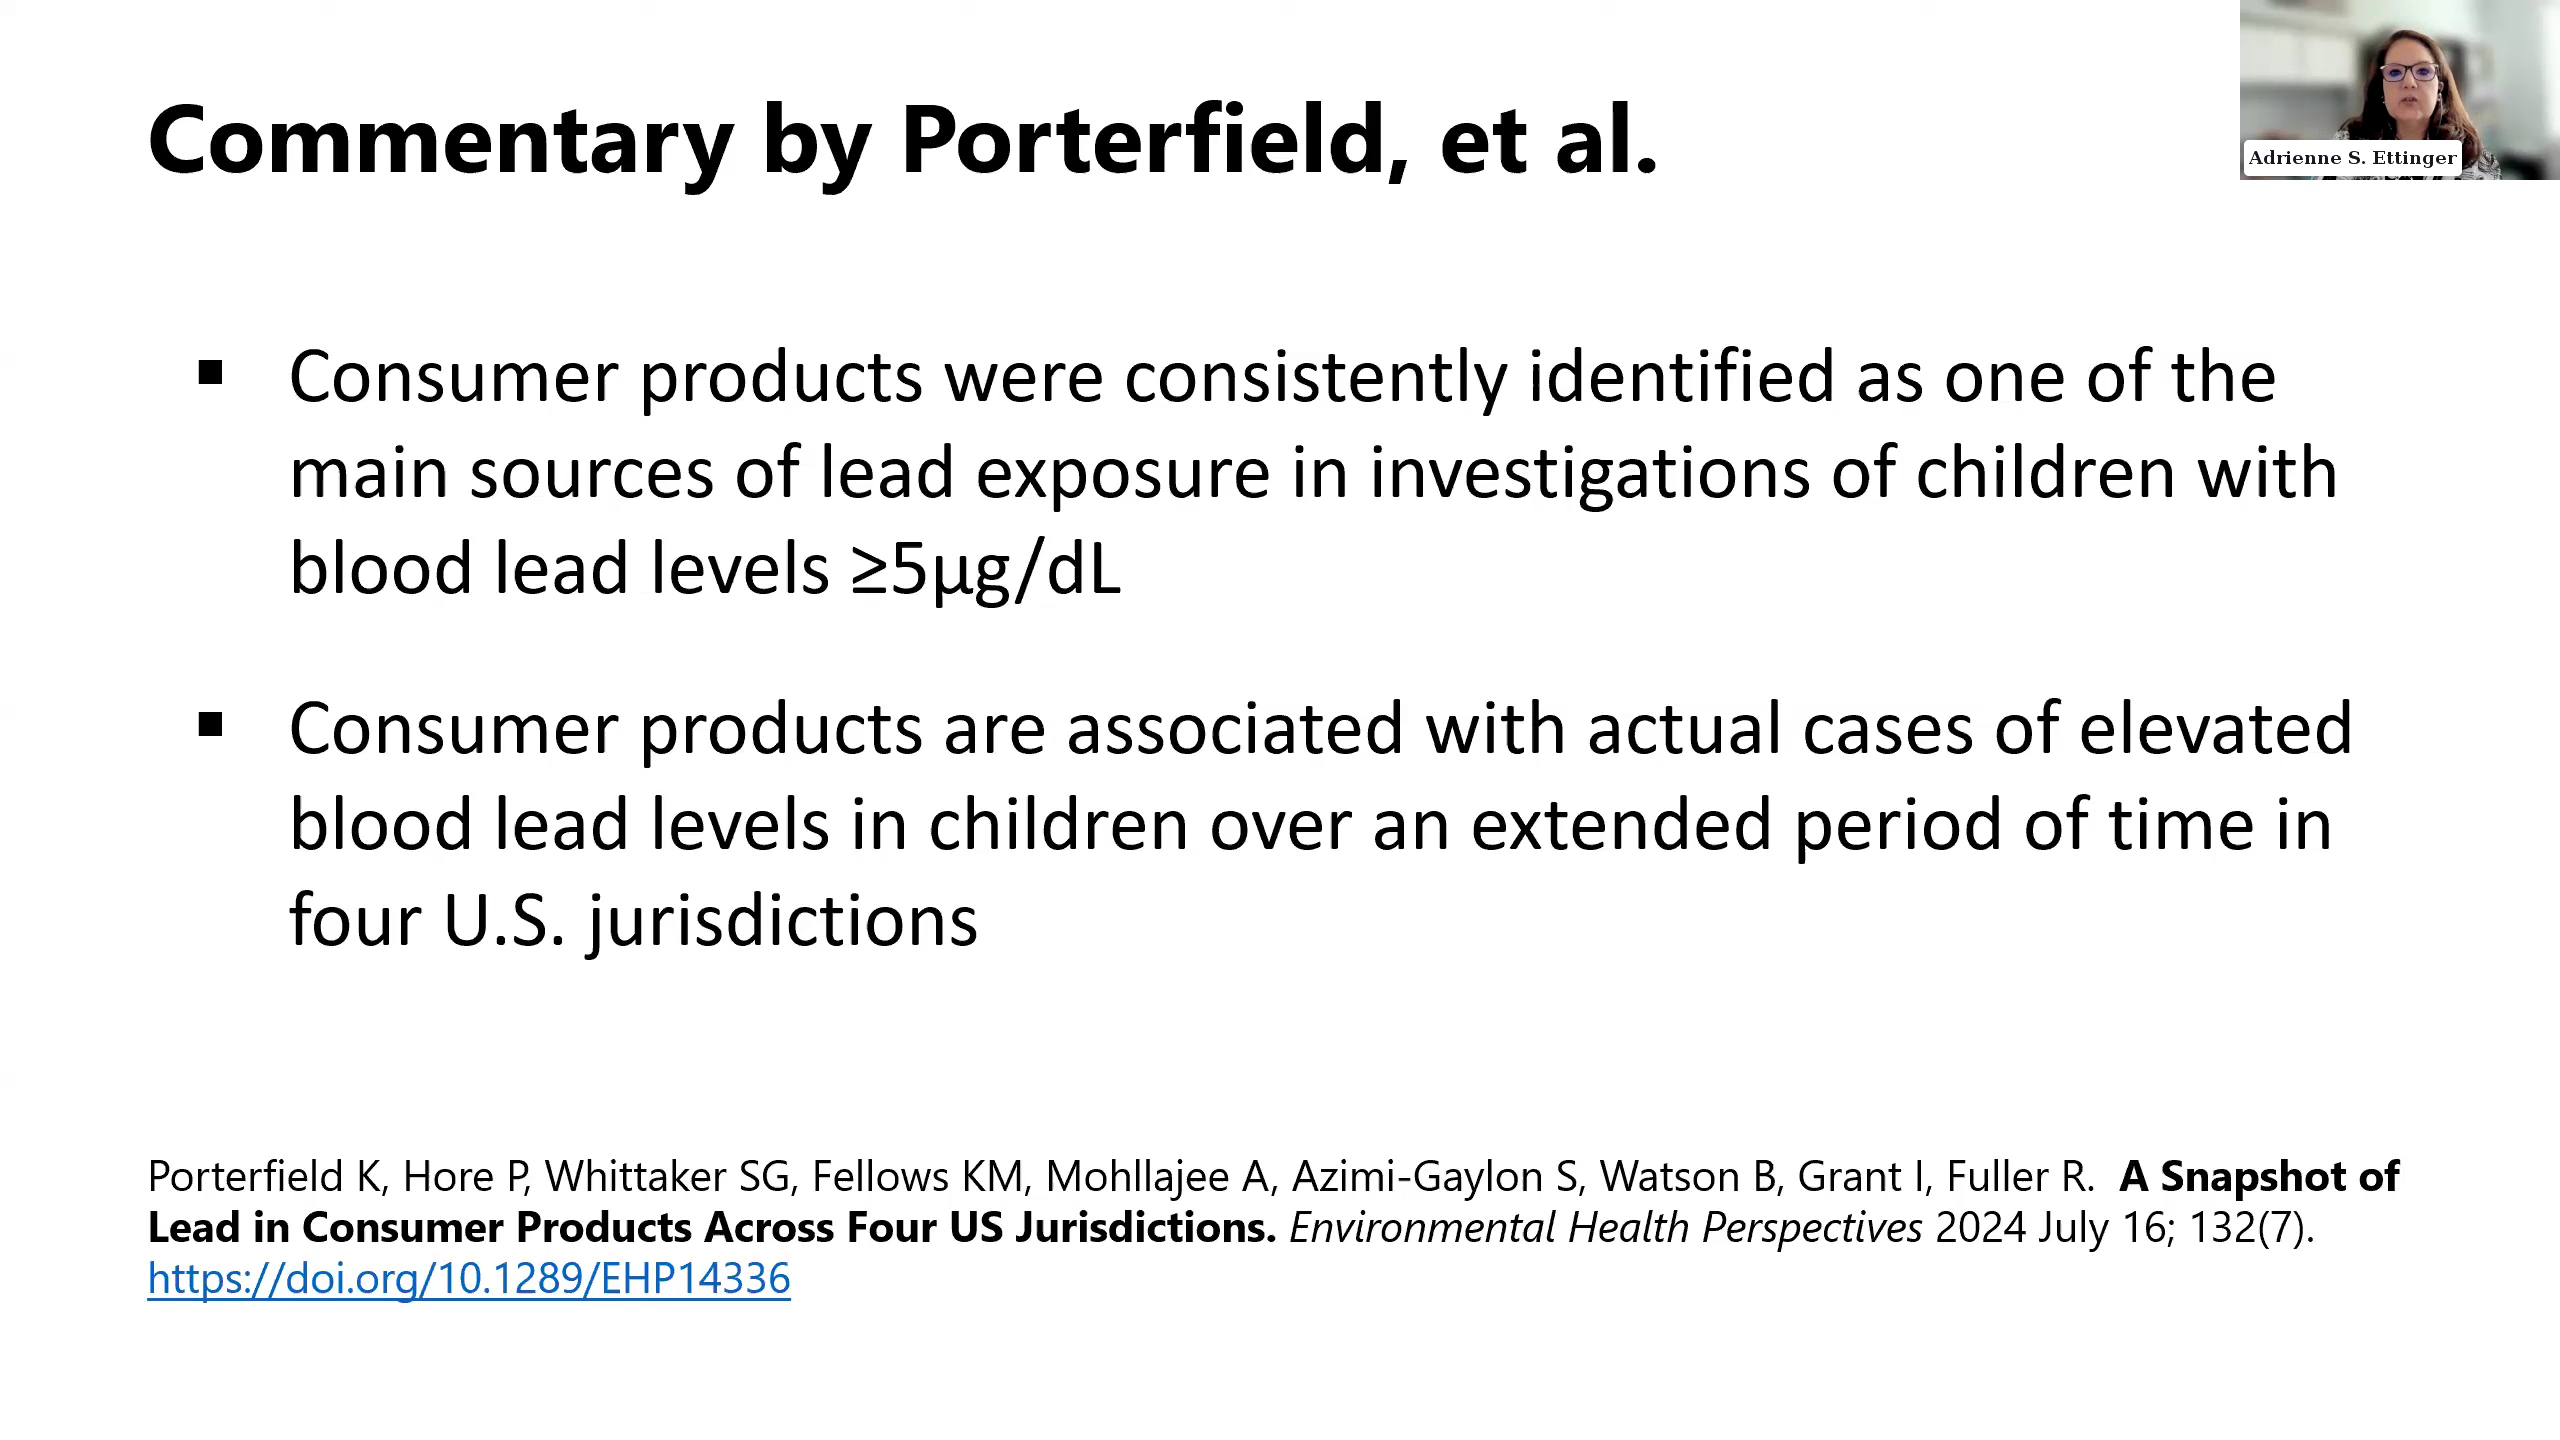 Commentary by Porterfield, et al.
Adrienne S. Ettinger
▪ Consumer products were consistently identified as one of the
main sources of lead exposure in investigations of children with
blood lead levels ≥5µg/dL
▪ Consumer products are associated with actual cases of elevated
blood lead levels in children over an extended period of time in
four U.S. jurisdictions
Porterfield K, Hore P, Whittaker SG, Fellows KM, Mohllajee A, Azimi-Gaylon S, Watson B, Grant I, Fuller R. A Snapshot of
Lead in Consumer Products Across Four US Jurisdictions. Environmental Health Perspectives 2024 July 16; 132(7).
https://doi.org/10.1289/EHP14336